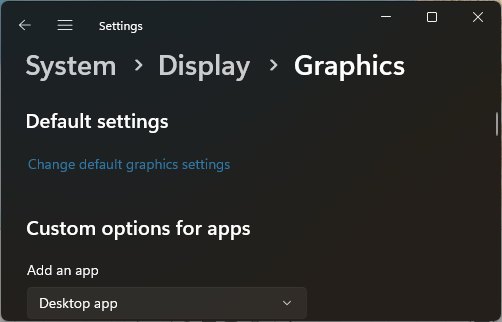 Settings
System > Display > Graphics
Default settings
Change default graphics settings
Custom options for apps
Add an app
Desktop app